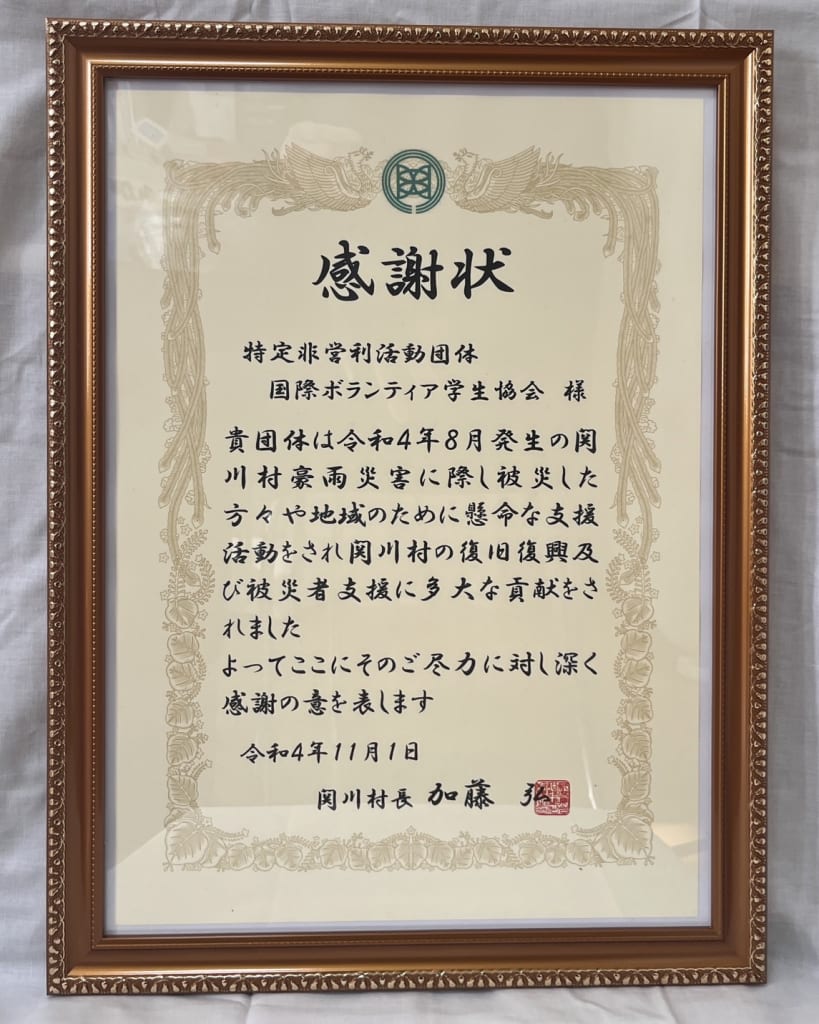 感謝状
特定非営利活動団体
国際ボランティア学生協会 様
貴団体は令和4年8月発生の関
川村豪雨災害に際し被災した
方々や地域のために懸命な支援
活動をされ関川村の復旧復興及
び被災者支援に多大な貢献をさ
れました
よってここにそのご尽力に対し深く
感謝の意を表します
令和4年11月1日
関川村長 加藤 弘